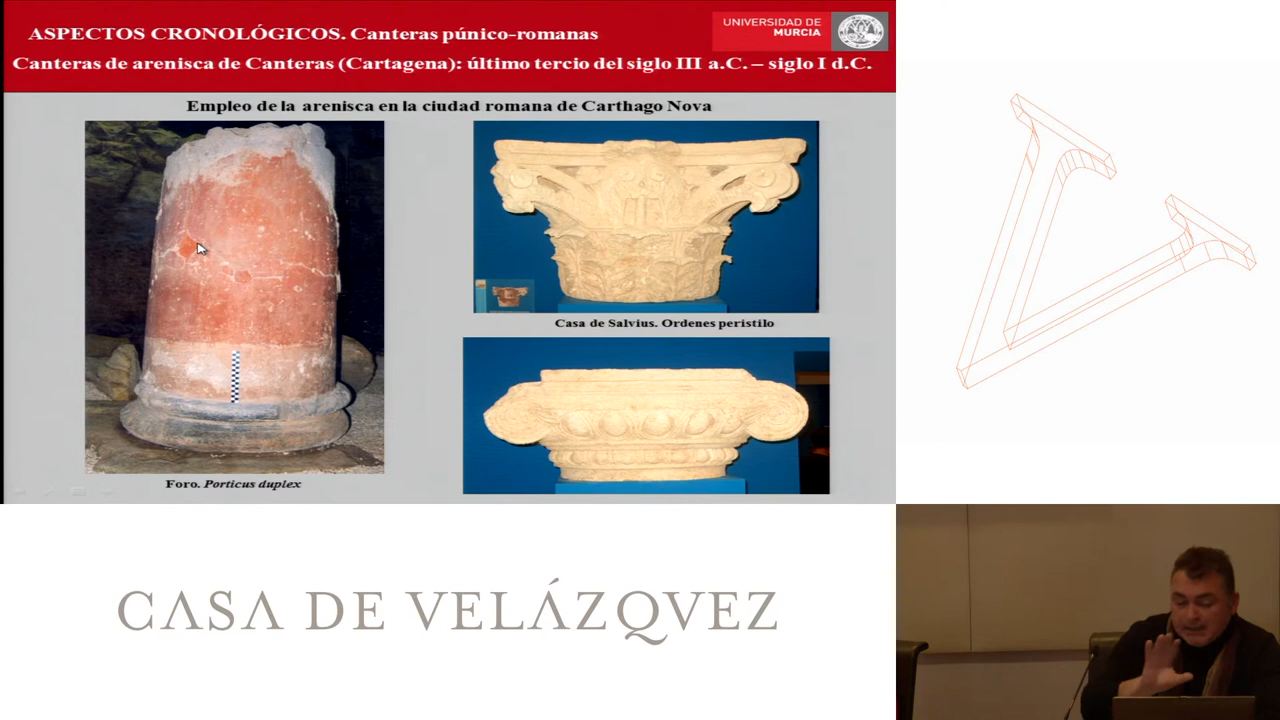 ASPECTOS CRONOLÓGICOS. Canteras púnico-romanas
UNIVERSIDAD DE
MURCIA
Canteras de arenisca de Canteras (Cartagena): último tercio del siglo III a.C. – siglo I d.C.
Empleo de la arenisca en la ciudad romana de Carthago Nova
Casa de Salvius. Ordenes peristilo
Foro. Porticus duplex
CASA DE VELÁZQVEZ